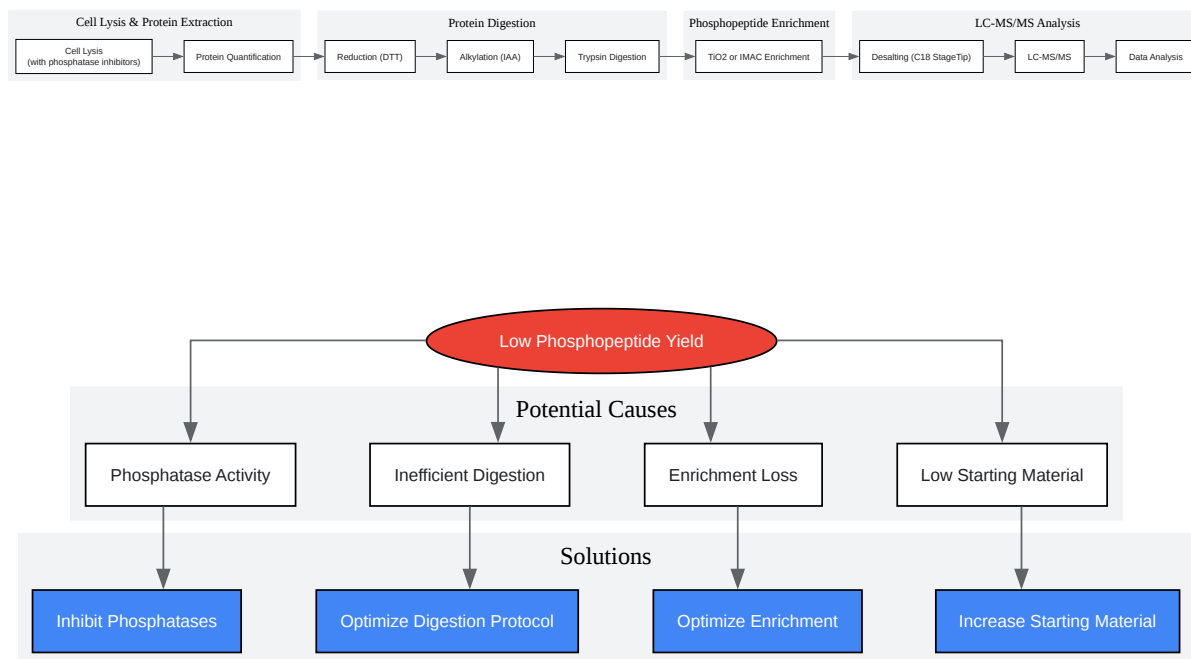 Cell Lysis & Protein Extraction
Cell Lysis
(with phosphatase inhibitors)
Protein Quantification
Protein Digestion
Reduction (DTT)
Alkylation (IAA)
Trypsin Digestion
Phosphopeptide Enrichment
TiO2 or IMAC Enrichment
LC-MS/MS Analysis
Desalting (C18 StageTip)
LC-MS/MS
Data Analysis
Low Phosphopeptide Yield
Potential Causes
Phosphatase Activity
Inefficient Digestion
Enrichment Loss
Low Starting Material
Solutions
Inhibit Phosphatases
Optimize Digestion Protocol
Optimize Enrichment
Increase Starting Material